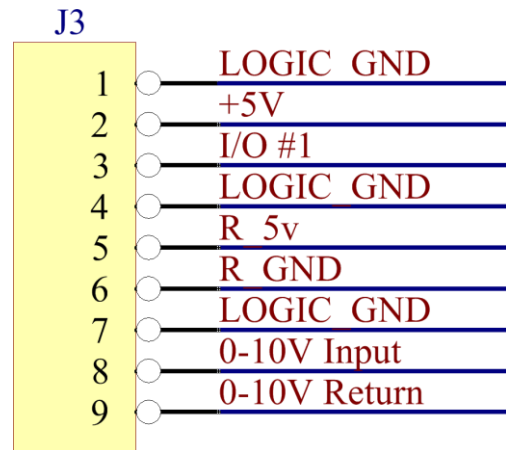 J3
1 LOGIC_GND
2 +5V
3 I/O #1
4 LOGIC_GND
5 R_5v
6 R_GND
7 LOGIC_GND
8 0-10V Input
9 0-10V Return